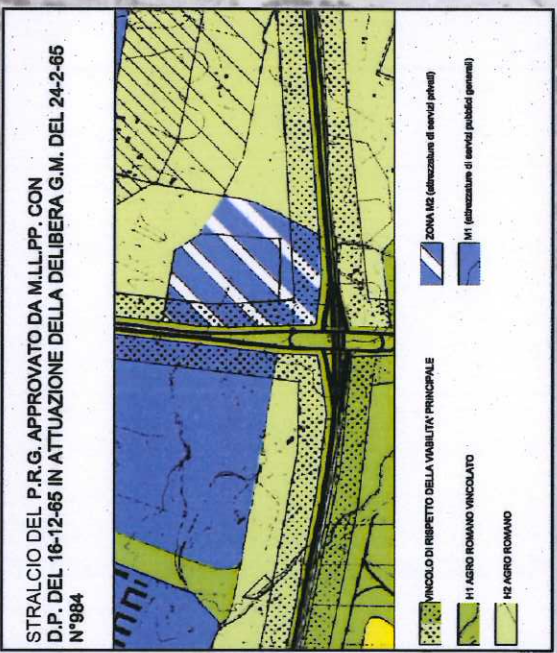 STRALCIO DEL P.R.G. APPROVATO DA M.LL.PP. CON
D.P. DEL 16-12-65 IN ATTUAZIONE DELLA DELIBERA G.M. DEL 24-2-65
N°984
VINCOLO DI RISPETTO DELLA VIABILITA' PRINCIPALE
H1 AGRO ROMANO VINCOLATO
H2 AGRO ROMANO
ZONA M2 (attrezzature di servizi privati)
M1 (attrezzature di servizi pubblici generali)